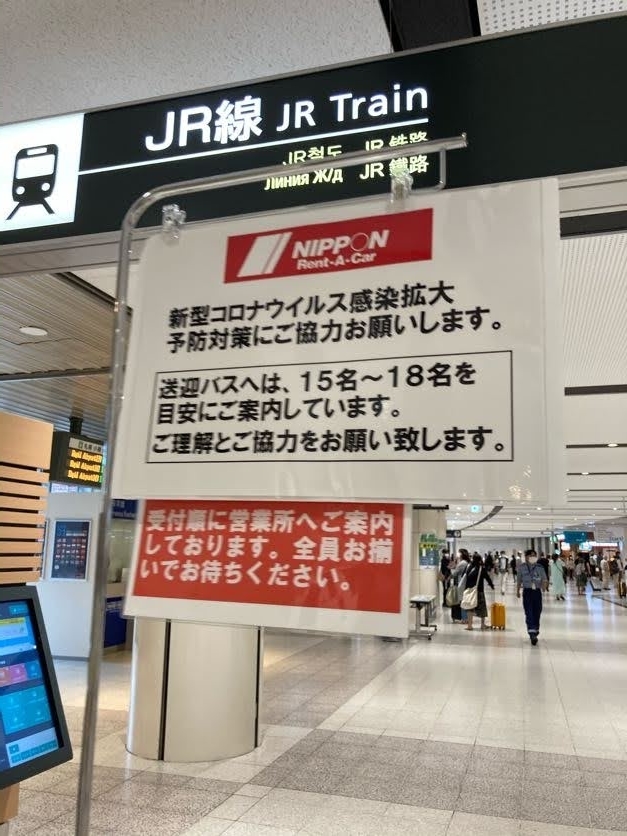 JR線 JR Train
JR철도 JR 铁路
Линия Ж/д JR 鐵路
NIPPON
Rent-A-Car
新型コロナウイルス感染拡大
予防対策にご協力お願いします。
送迎バスへは、15名～18名を
目安にご案内しています。
ご理解とご協力をお願い致します。
受付順に営業所へご案内
しております。全員お揃
いでお待ちください。